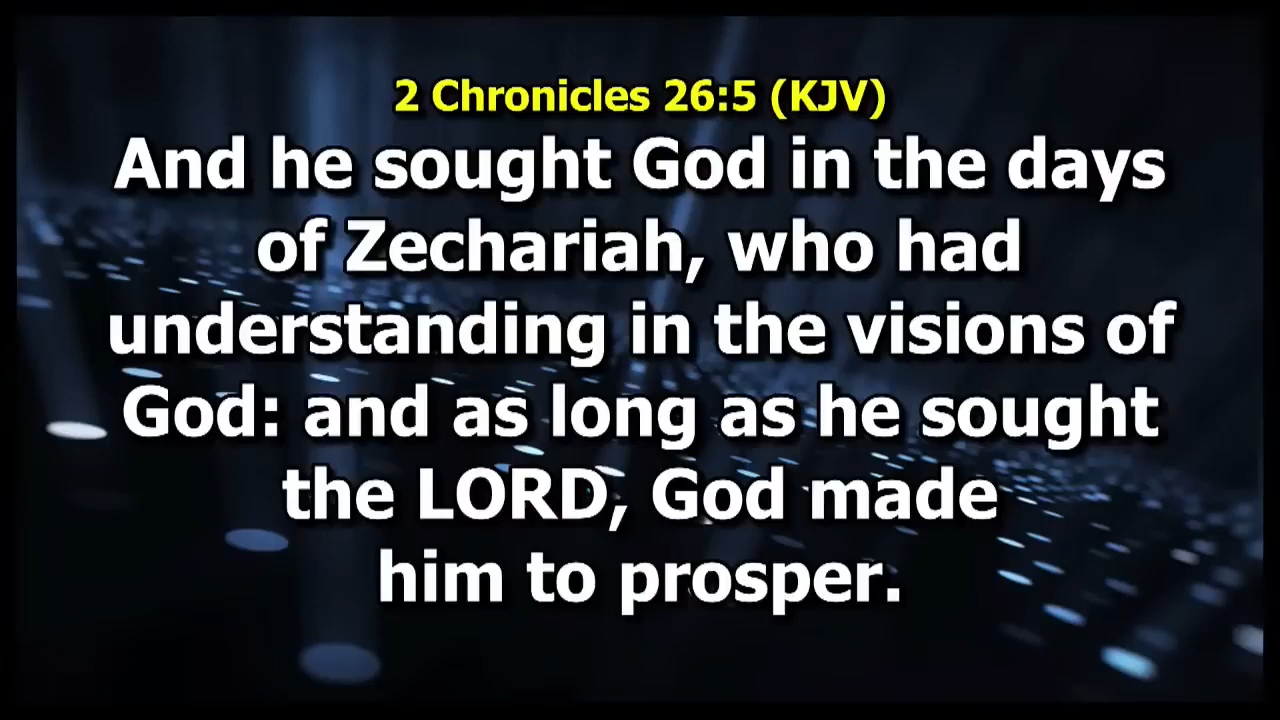 2 Chronicles 26:5 (KJV)
And he sought God in the days
of Zechariah, who had
understanding in the visions of
God: and as long as he sought
the LORD, God made
him to prosper.